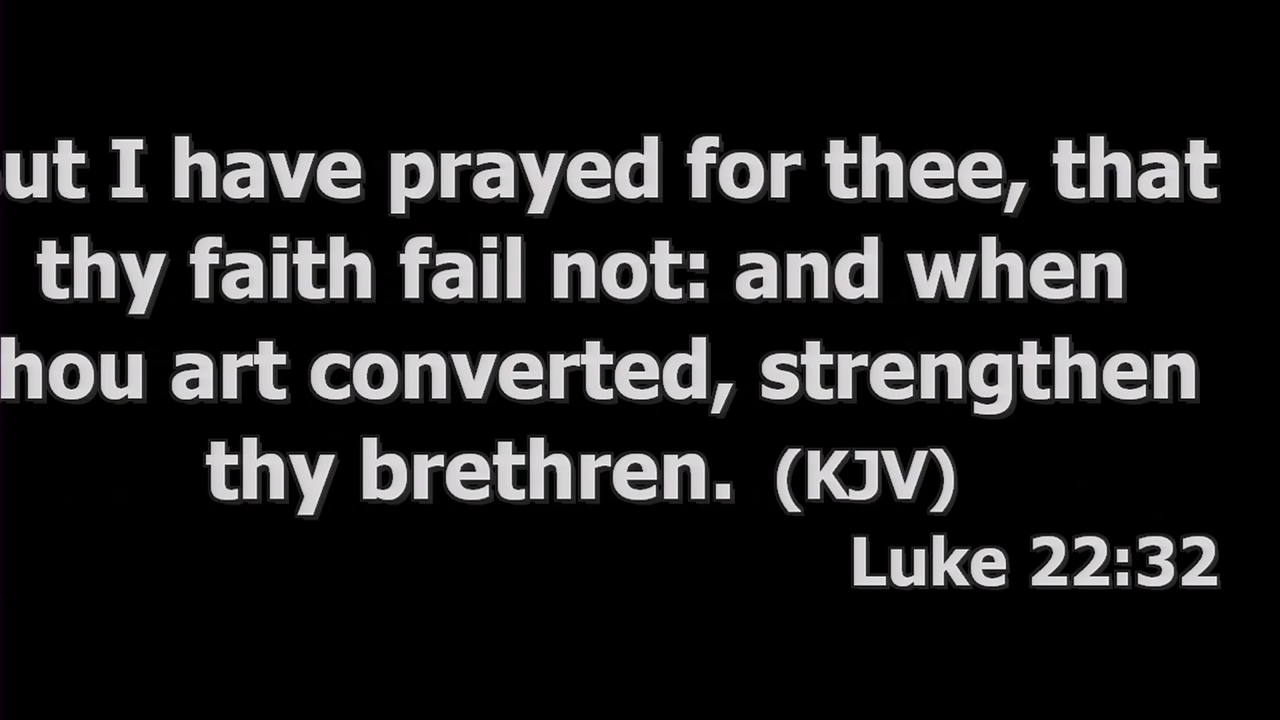 ut I have prayed for thee, that
thy faith fail not: and when
hou art converted, strengthen
thy brethren. (KJV)
Luke 22:32